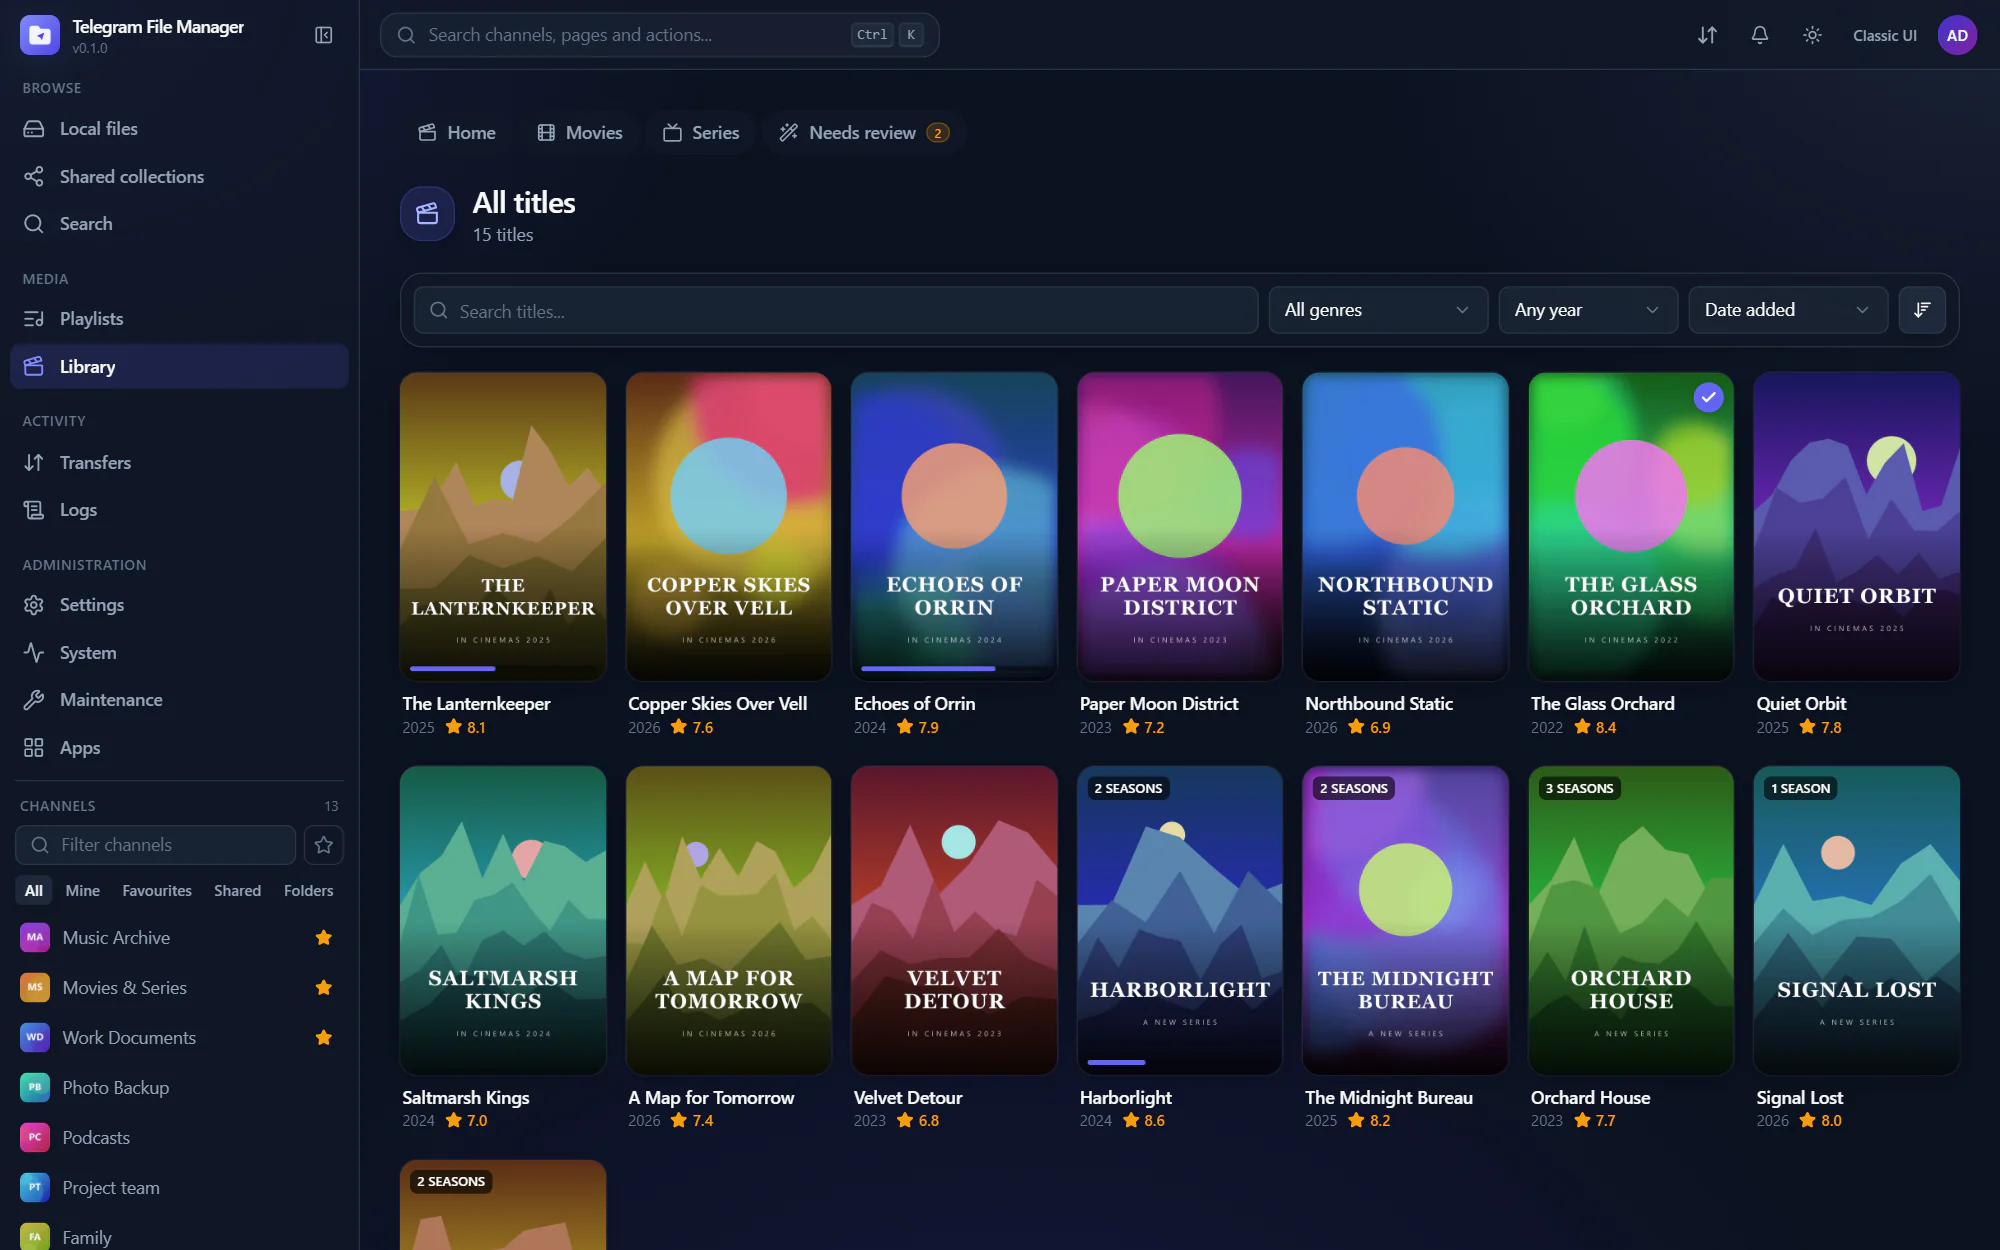 Telegram File Manager
v0.1.0
BROWSE
Local files
Shared collections
Search
MEDIA
Playlists
Library
ACTIVITY
Transfers
Logs
ADMINISTRATION
Settings
System
Maintenance
Apps
CHANNELS 13
Filter channels
All Mine Favourites Shared Folders
MA Music Archive
MS Movies & Series
WD Work Documents
PB Photo Backup
PC Podcasts
PT Project team
FA Family
Search channels, pages and actions... Ctrl K
Classic UI AD
Home Movies Series Needs review 2
All titles
15 titles
Search titles... All genres Any year Date added
THE
LANTERNKEEPER
IN CINEMAS 2025
The Lanternkeeper
2025 8.1
COPPER SKIES
OVER VELL
IN CINEMAS 2026
Copper Skies Over Vell
2026 7.6
ECHOES OF
ORRIN
IN CINEMAS 2024
Echoes of Orrin
2024 7.9
PAPER MOON
DISTRICT
IN CINEMAS 2023
Paper Moon District
2023 7.2
NORTHBOUND
STATIC
IN CINEMAS 2026
Northbound Static
2026 6.9
THE GLASS
ORCHARD
IN CINEMAS 2022
The Glass Orchard
2022 8.4
QUIET ORBIT
IN CINEMAS 2025
Quiet Orbit
2025 7.8
SALTMARSH
KINGS
IN CINEMAS 2024
Saltmarsh Kings
2024 7.0
A MAP FOR
TOMORROW
IN CINEMAS 2026
A Map for Tomorrow
2026 7.4
VELVET
DETOUR
IN CINEMAS 2023
Velvet Detour
2023 6.8
2 SEASONS
HARBORLIGHT
A NEW SERIES
Harborlight
2024 8.6
2 SEASONS
THE MIDNIGHT
BUREAU
A NEW SERIES
The Midnight Bureau
2025 8.2
3 SEASONS
ORCHARD
HOUSE
A NEW SERIES
Orchard House
2023 7.7
1 SEASON
SIGNAL LOST
A NEW SERIES
Signal Lost
2026 8.0
2 SEASONS